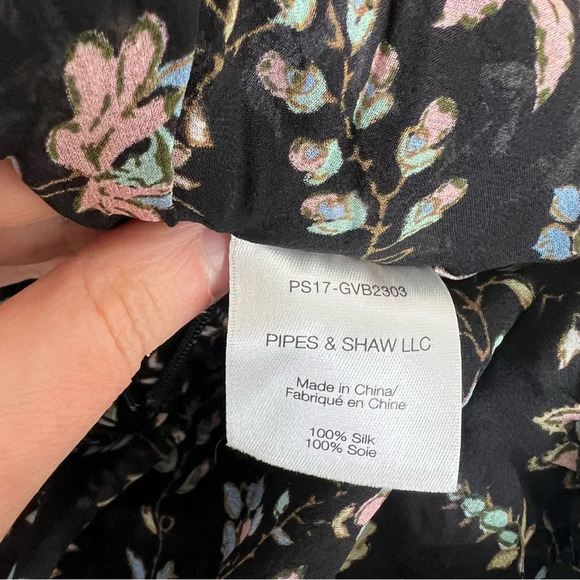 PS17-GVB2303
PIPES & SHAW LLC
Made in China/
Fabriqué en Chine
100% Silk
100% Soie